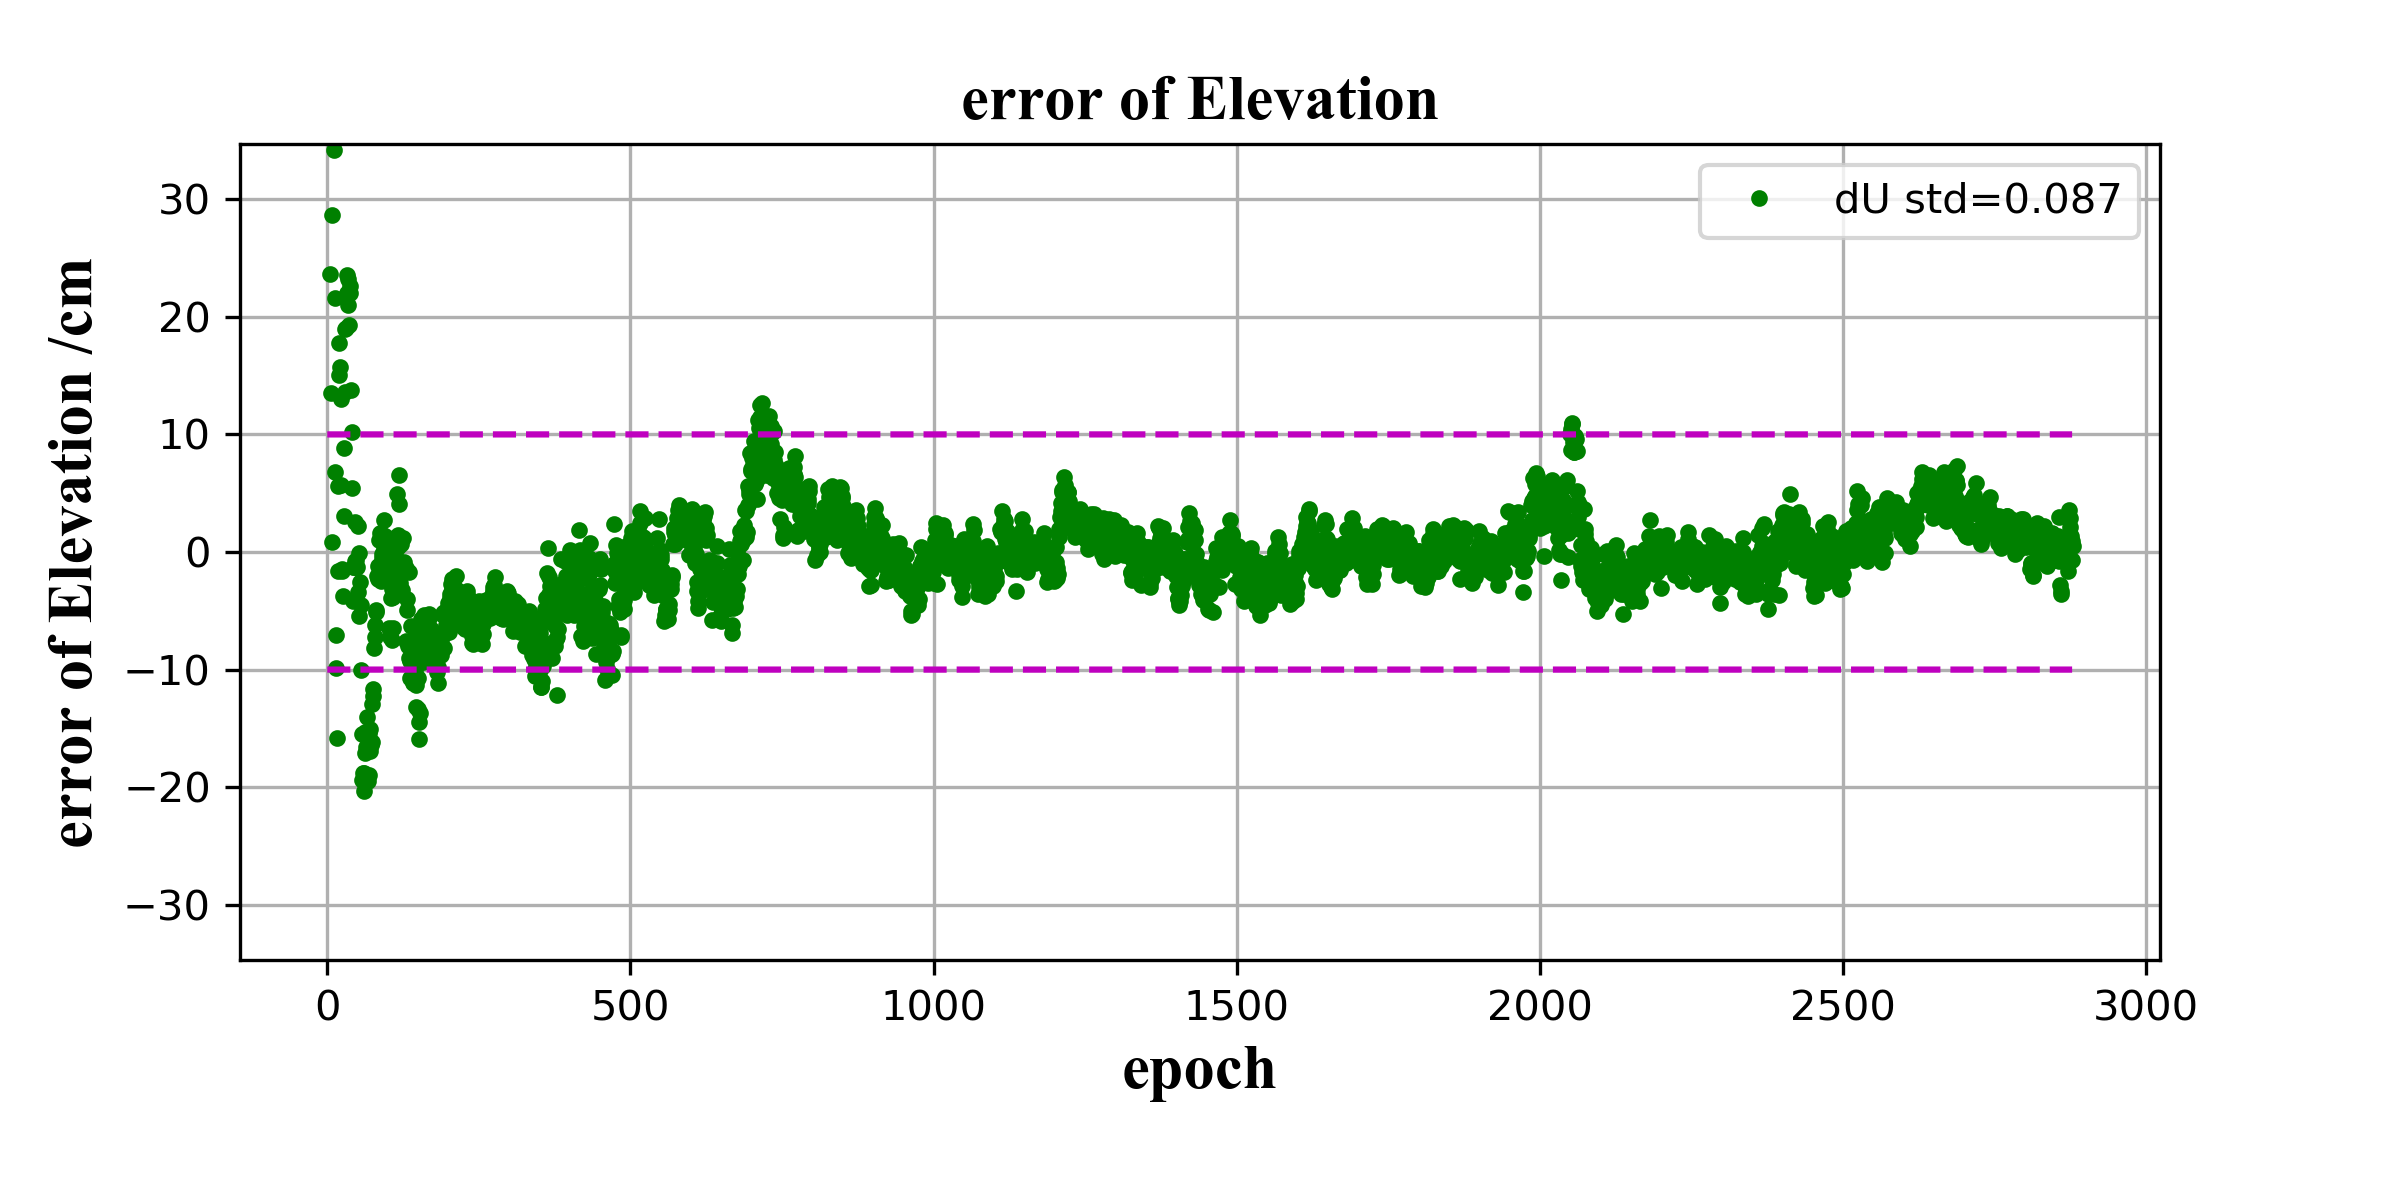 error of Elevation
dU std=0.087
30
20
10
0
−10
−20
−30
error of Elevation /cm
0 500 1000 1500 2000 2500 3000
epoch